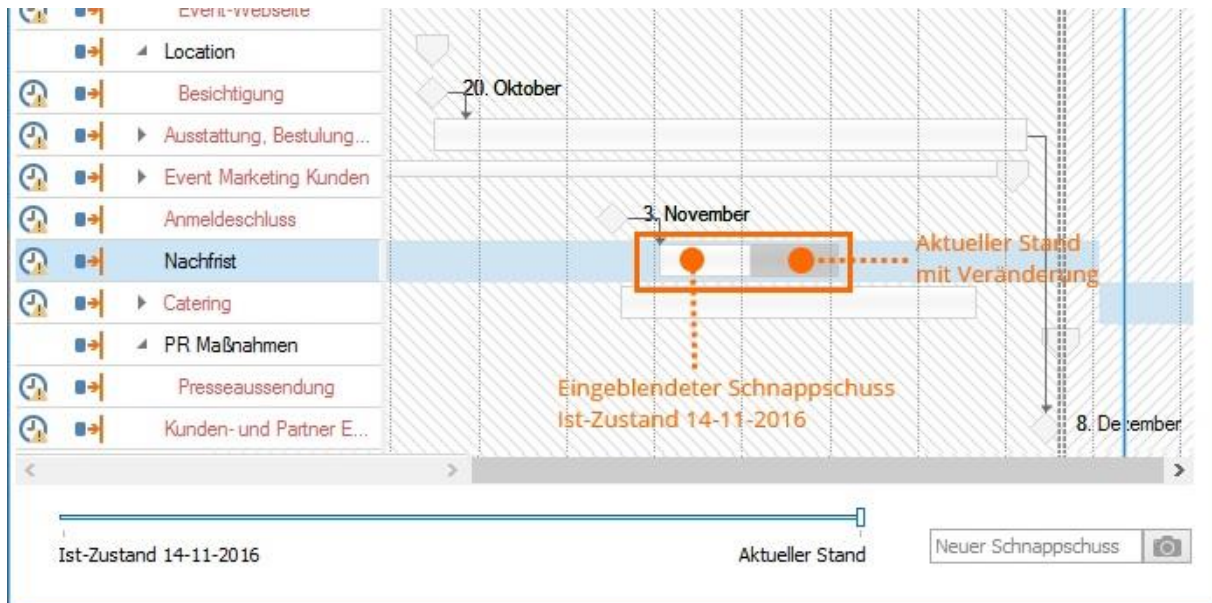 Event-Webseite
Location
Besichtigung
20. Oktober
Ausstattung, Bestulung...
Event Marketing Kunden
Anmeldeschluss
3. November
Nachfrist
Aktueller Stand
mit Veränderung
Catering
PR Maßnahmen
Presseaussendung
Eingeblendeter Schnappschuss
Ist-Zustand 14-11-2016
Kunden- und Partner E...
8. Dezember
Ist-Zustand 14-11-2016
Aktueller Stand
Neuer Schnappschuss